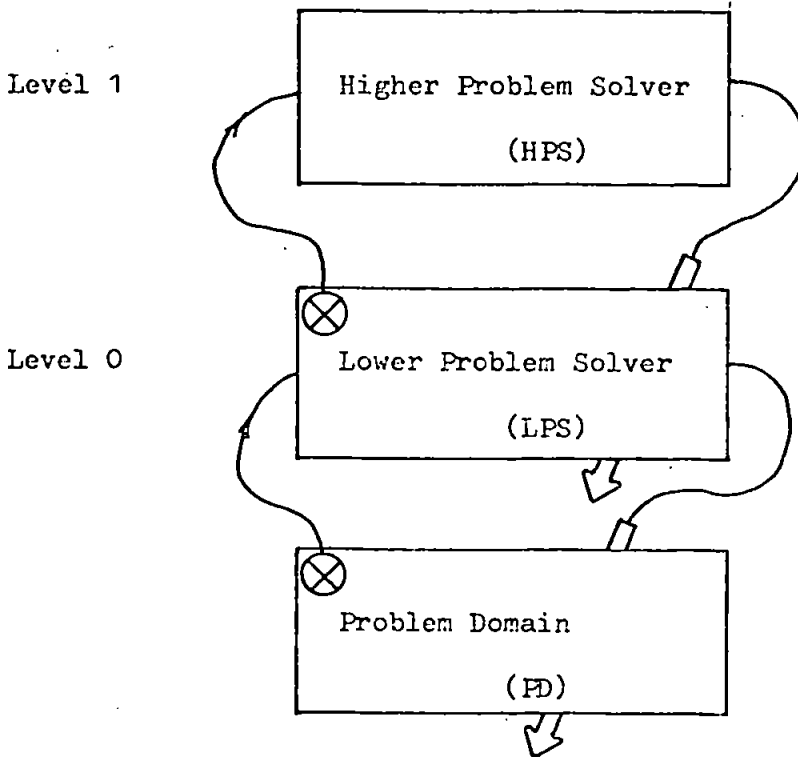 Level 1
Higher Problem Solver
(HPS)
Level 0
Lower Problem Solver
(LPS)
Problem Domain
(PD)